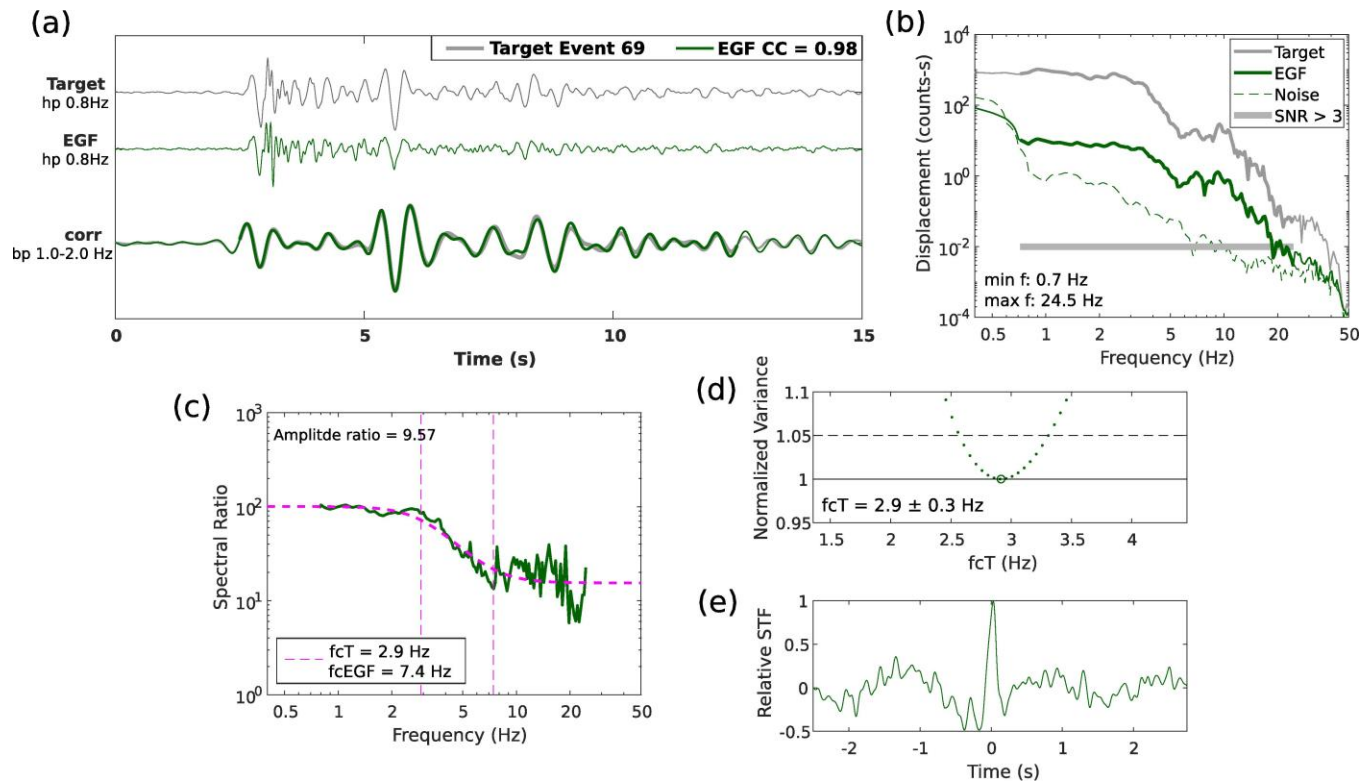 (a)
Target Event 69
EGF CC = 0.98
Target
hp 0.8Hz
EGF
hp 0.8Hz
corr
bp 1.0-2.0 Hz
0
5
10
15
Time (s)
(b)
10^4
10^2
10^0
10^-2
10^-4
Displacement (counts-s)
Target
EGF
Noise
SNR > 3
min f: 0.7 Hz
max f: 24.5 Hz
0.5 1 2 5 10 20 50
Frequency (Hz)
(c)
10^3
10^2
10^1
10^0
Spectral Ratio
Amplitde ratio = 9.57
fcT = 2.9 Hz
fcEGF = 7.4 Hz
0.5 1 2 5 10 20 50
Frequency (Hz)
(d)
1.1
1.05
1
0.95
Normalized Variance
fcT = 2.9 ± 0.3 Hz
1.5 2 2.5 3 3.5 4
fcT (Hz)
(e)
1
0.5
0
-0.5
Relative STF
-2 -1 0 1 2
Time (s)